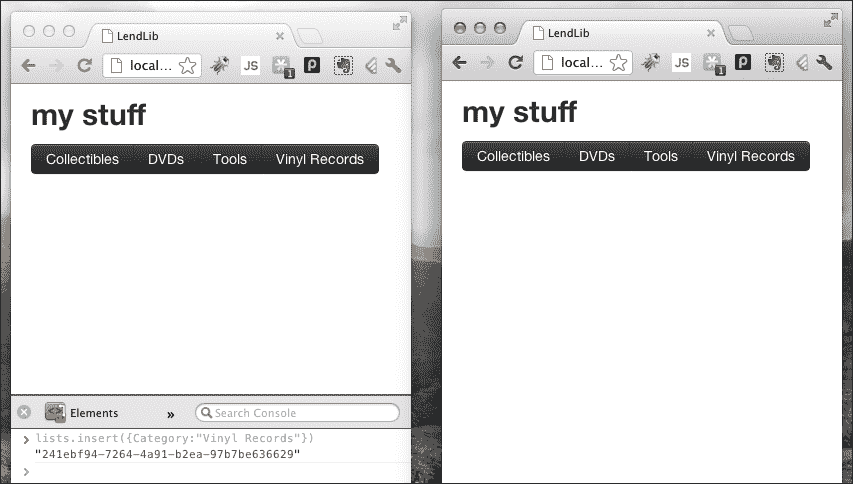 LendLib
local...
JS
1
my stuff
Collectibles DVDs Tools Vinyl Records
Elements »
Search Console
> lists.insert({Category:"Vinyl Records"})
"241ebf94-7264-4a91-b2ea-97b7be636629"
>
LendLib
local...
JS
1
my stuff
Collectibles DVDs Tools Vinyl Records